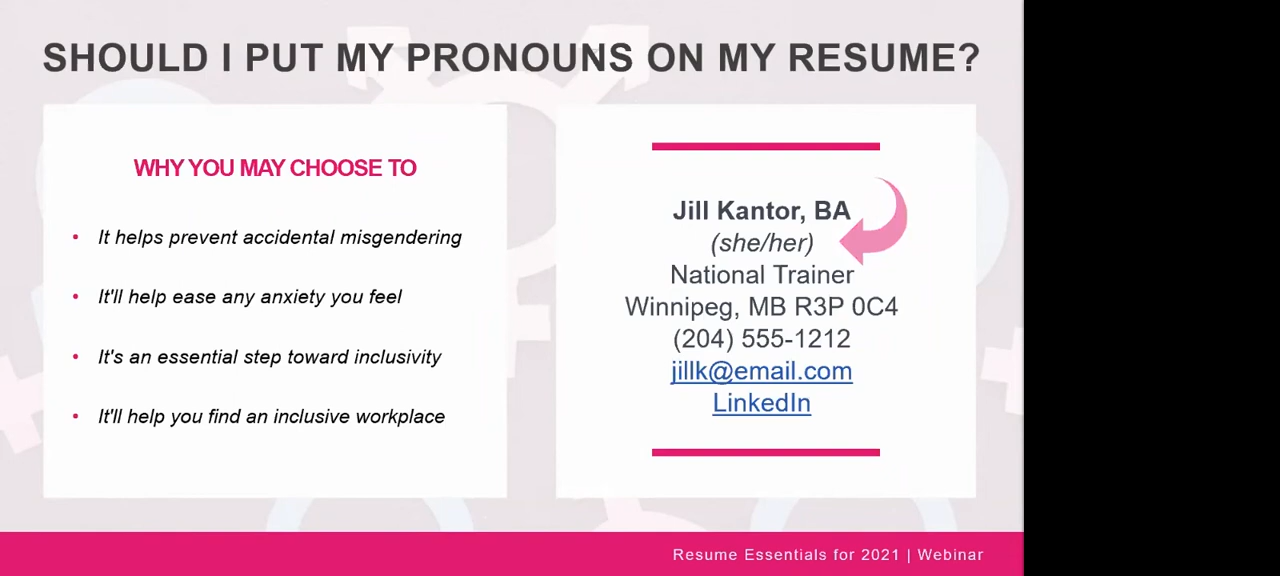 SHOULD I PUT MY PRONOUNS ON MY RESUME?
WHY YOU MAY CHOOSE TO
• It helps prevent accidental misgendering
• It'll help ease any anxiety you feel
• It's an essential step toward inclusivity
• It'll help you find an inclusive workplace
Jill Kantor, BA
(she/her)
National Trainer
Winnipeg, MB R3P 0C4
(204) 555-1212
jillk@email.com
LinkedIn
Resume Essentials for 2021 | Webinar